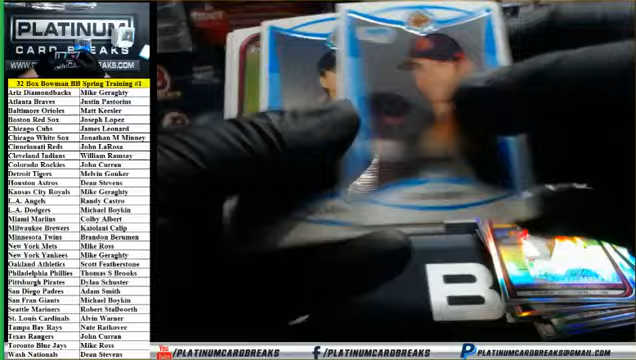 PLATINUM
CARD BREAKS
32 Box Bowman BB Spring Training #1
Ariz Diamondbacks Mike Geraghty
Atlanta Braves Justin Pastorius
Baltimore Orioles Matt Keesler
Boston Red Sox Joseph Lopez
Chicago Cubs James Leonard
Chicago White Sox Jonathan M Minney
Cinncinnati Reds John LaRosa
Cleveland Indians William Ramsay
Colorado Rockies John Curran
Detroit Tigers Melvin Gouker
Houston Astros Dean Stevens
Kansas City Royals Mike Geraghty
L.A. Angels Randy Castro
L.A. Dodgers Michael Boykin
Miami Marlins Colby Albert
Milwaukee Brewers Kaiolani Calip
Minnesota Twins Brandon Berumen
New York Mets Mike Ross
New York Yankees Mike Geraghty
Oakland Athletics Scott Featherstone
Philadelphia Phillies Thomas S Brooks
Pittsburgh Pirates Dylan Schuster
San Diego Padres Adam Smith
San Fran Giants Michael Boykin
Seattle Mariners Robert Stallworth
St. Louis Cardinals Alvin Warner
Tampa Bay Rays Nate Ratkovec
Texas Rangers John Curran
Toronto Blue Jays Mike Ross
Wash Nationals Dean Stevens
B
You Tube /PLATINUMCARDBREAKS f /PLATINUMCARDBREAKS P PLATINUMCARDBREAKS@GMAIL.COM